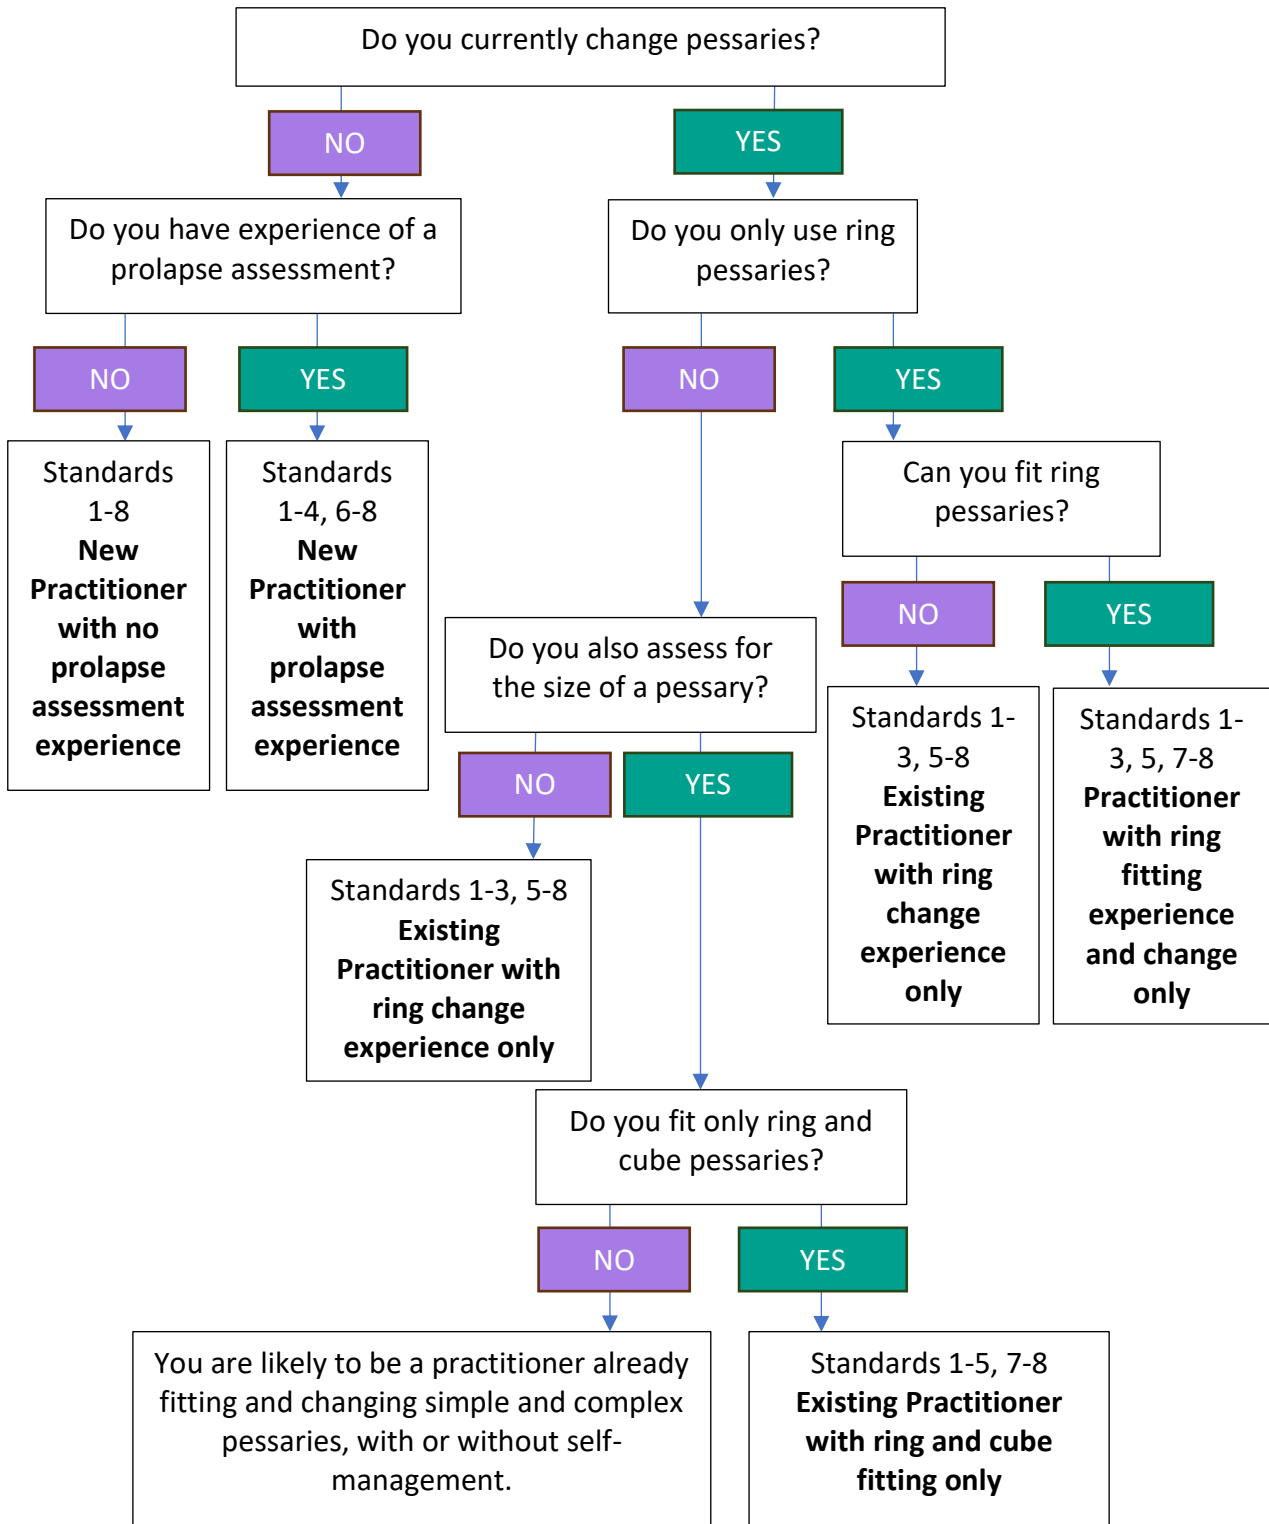 Do you currently change pessaries?
NO
YES
Do you have experience of a
prolapse assessment?
Do you only use ring
pessaries?
NO
YES
NO
YES
Standards
1-8
New
Practitioner
with no
prolapse
assessment
experience
Standards
1-4, 6-8
New
Practitioner
with
prolapse
assessment
experience
Can you fit ring
pessaries?
NO
YES
Do you also assess for
the size of a pessary?
Standards 1-
3, 5-8
Existing
Practitioner
with ring
change
experience
only
Standards 1-
3, 5, 7-8
Practitioner
with ring
fitting
experience
and change
only
NO
YES
Standards 1-3, 5-8
Existing
Practitioner with
ring change
experience only
Do you fit only ring and
cube pessaries?
NO
YES
You are likely to be a practitioner already
fitting and changing simple and complex
pessaries, with or without self-
management.
Standards 1-5, 7-8
Existing Practitioner
with ring and cube
fitting only